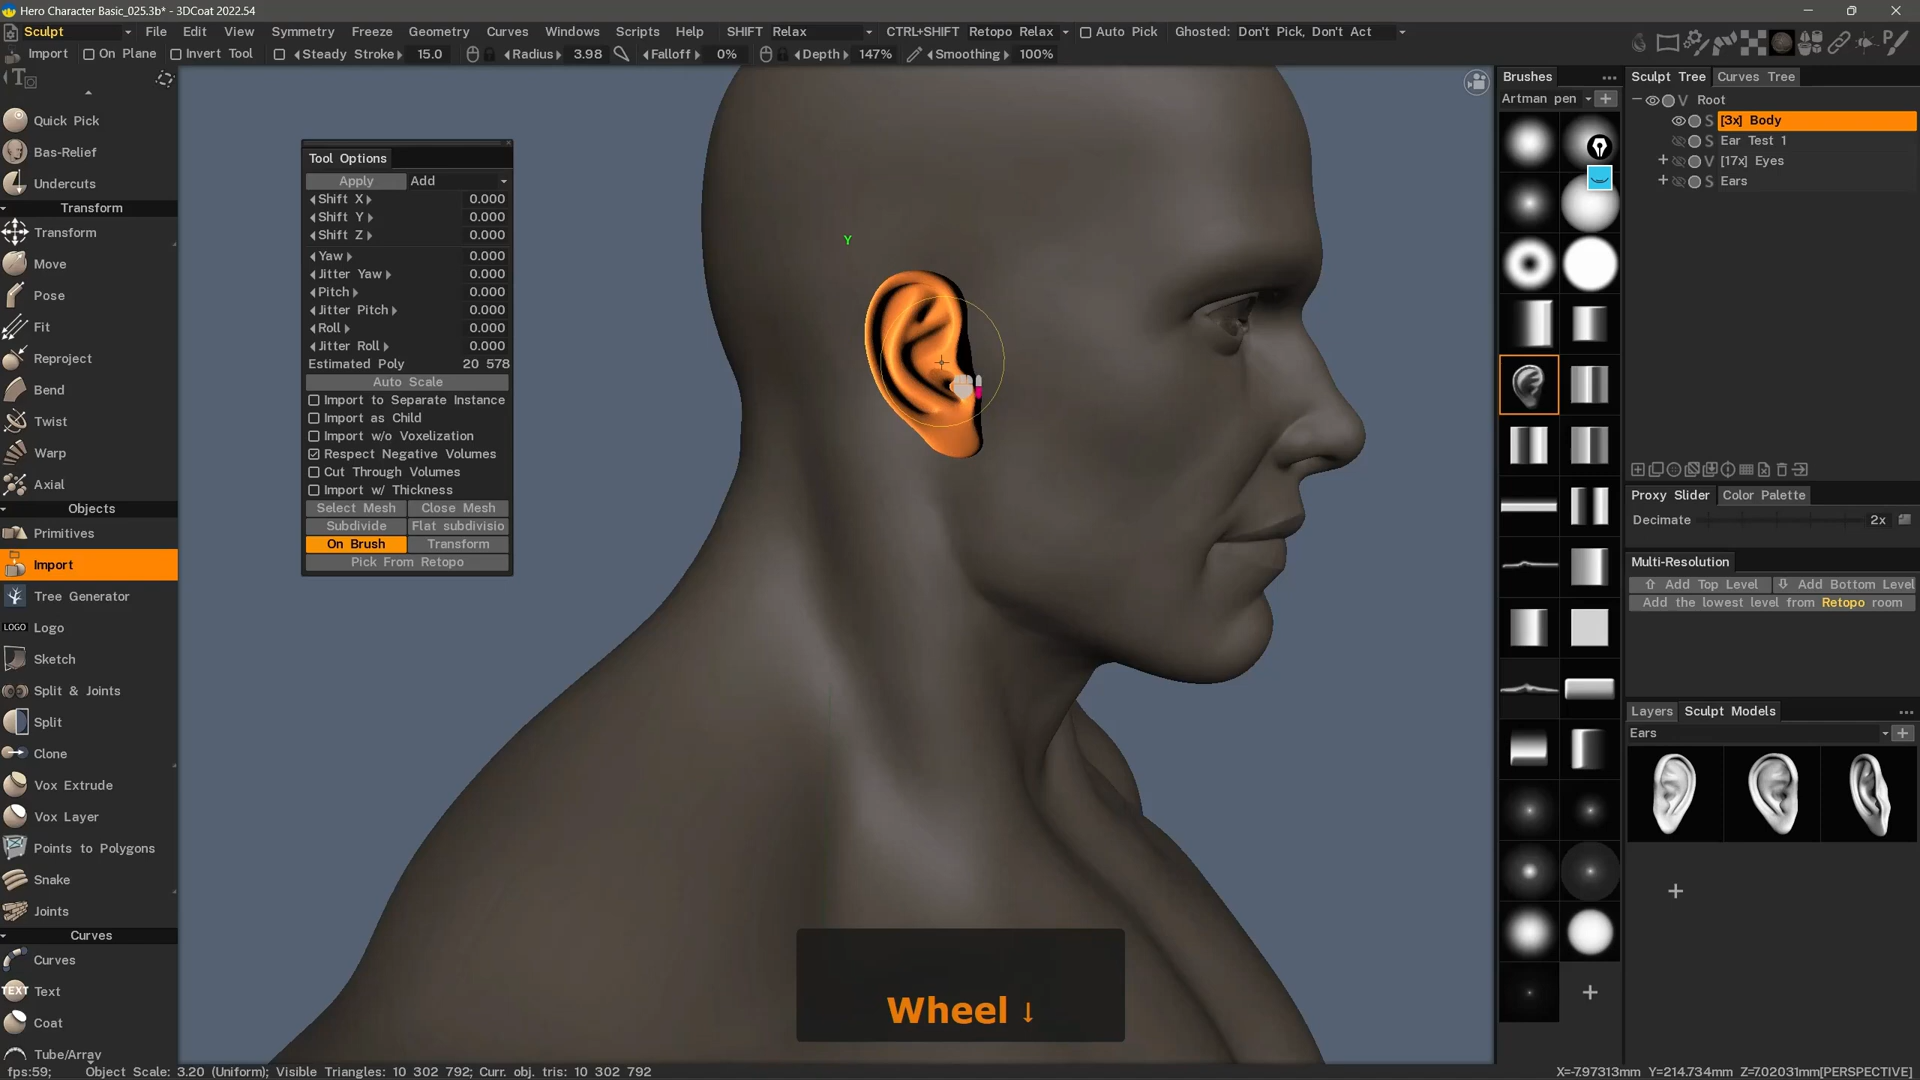 Hero Character Basic_025.3b* - 3DCoat 2022.54
Sculpt File Edit View Symmetry Freeze Geometry Curves Windows Scripts Help SHIFT Relax CTRL+SHIFT Retopo Relax Auto Pick Ghosted: Don't Pick, Don't Act
Import On Plane Invert Tool Steady Stroke 15.0 Radius 3.98 Falloff 0% Depth 147% Smoothing 100%
Quick Pick
Bas-Relief
Undercuts
Transform
Transform
Move
Pose
Fit
Reproject
Bend
Twist
Warp
Axial
Objects
Primitives
Import
Tree Generator
LOGO Logo
Sketch
Split & Joints
Split
Clone
Vox Extrude
Vox Layer
Points to Polygons
Snake
Joints
Curves
Curves
TEXT Text
Coat
Tube/Array
Tool Options
Apply Add
Shift X 0.000
Shift Y 0.000
Shift Z 0.000
Yaw 0.000
Jitter Yaw 0.000
Pitch 0.000
Jitter Pitch 0.000
Roll 0.000
Jitter Roll 0.000
Estimated Poly 20 578
Auto Scale
Import to Separate Instance
Import as Child
Import w/o Voxelization
Respect Negative Volumes
Cut Through Volumes
Import w/ Thickness
Select Mesh Close Mesh
Subdivide Flat subdivisio
On Brush Transform
Pick From Retopo
Y
Wheel ↓
Brushes
Artman pen
Sculpt Tree Curves Tree
V Root
S [3x] Body
S Ear Test 1
V [17x] Eyes
S Ears
Proxy Slider Color Palette
Decimate 2x
Multi-Resolution
Add Top Level Add Bottom Level
Add the lowest level from Retopo room
Layers Sculpt Models
Ears
fps:59; Object Scale: 3.20 (Uniform); Visible Triangles: 10 302 792; Curr. obj. tris: 10 302 792
X=-7.97313mm Y=214.734mm Z=7.02031mm[PERSPECTIVE]